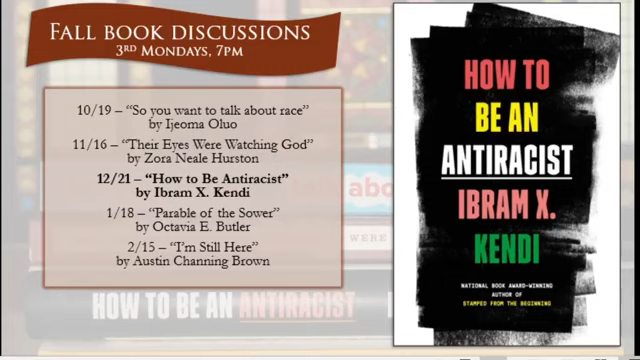 FALL BOOK DISCUSSIONS
3RD MONDAYS, 7PM
10/19 – “So you want to talk about race”
by Ijeoma Oluo
11/16 – “Their Eyes Were Watching God”
by Zora Neale Hurston
12/21 – “How to Be Antiracist”
by Ibram X. Kendi
1/18 – “Parable of the Sower”
by Octavia E. Butler
2/15 – “I’m Still Here”
by Austin Channing Brown
HOW TO BE AN ANTIRACIST
HOW TO
BE AN
ANTIRACIST
IBRAM X.
KENDI
NATIONAL BOOK AWARD–WINNING
AUTHOR OF
STAMPED FROM THE BEGINNING